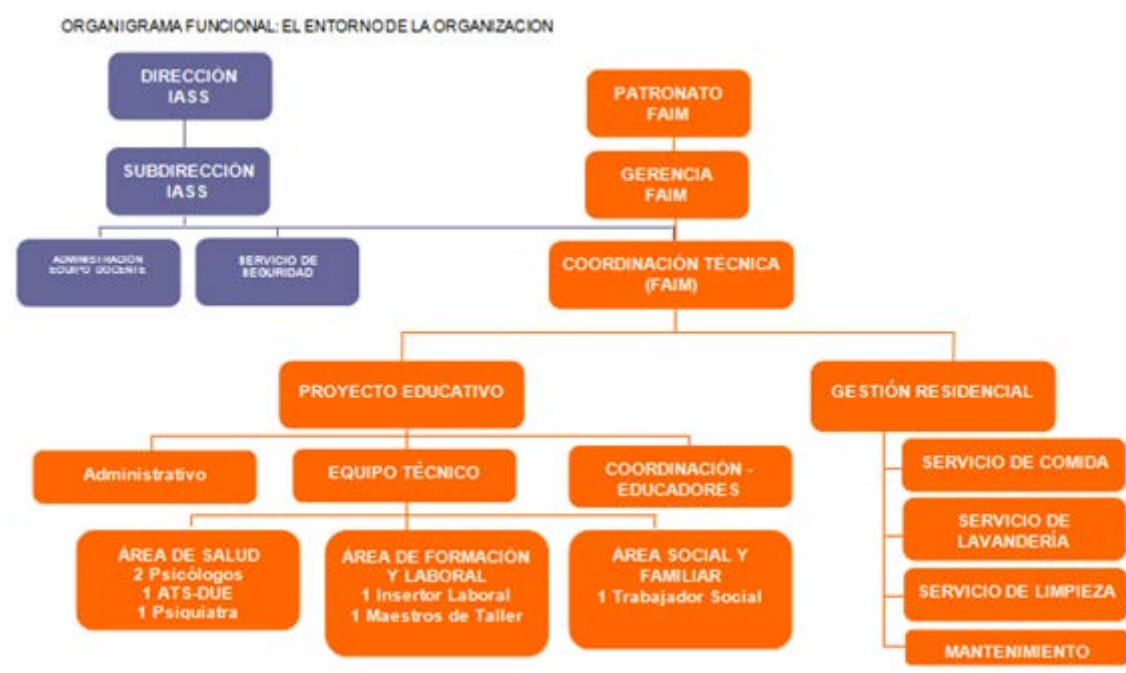 ORGANIGRAMA FUNCIONAL: EL ENTORNO DE LA ORGANIZACION
DIRECCIÓN
IASS
SUBDIRECCIÓN
IASS
ADMINISTRACIÓN
EQUIPO DOCENTE
SERVICIO DE
SEGURIDAD
PATRONATO
FAIM
GERENCIA
FAIM
COORDINACIÓN TÉCNICA
(FAIM)
PROYECTO EDUCATIVO
GESTIÓN RESIDENCIAL
Administrativo
EQUIPO TÉCNICO
COORDINACIÓN -
EDUCADORES
ÁREA DE SALUD
2 Psicólogos
1 ATS-DUE
1 Psiquiatra
ÁREA DE FORMACIÓN
Y LABORAL
1 Insertor Laboral
1 Maestros de Taller
ÁREA SOCIAL Y
FAMILIAR
1 Trabajador Social
SERVICIO DE COMIDA
SERVICIO DE
LAVANDERÍA
SERVICIO DE LIMPIEZA
MANTENIMIENTO